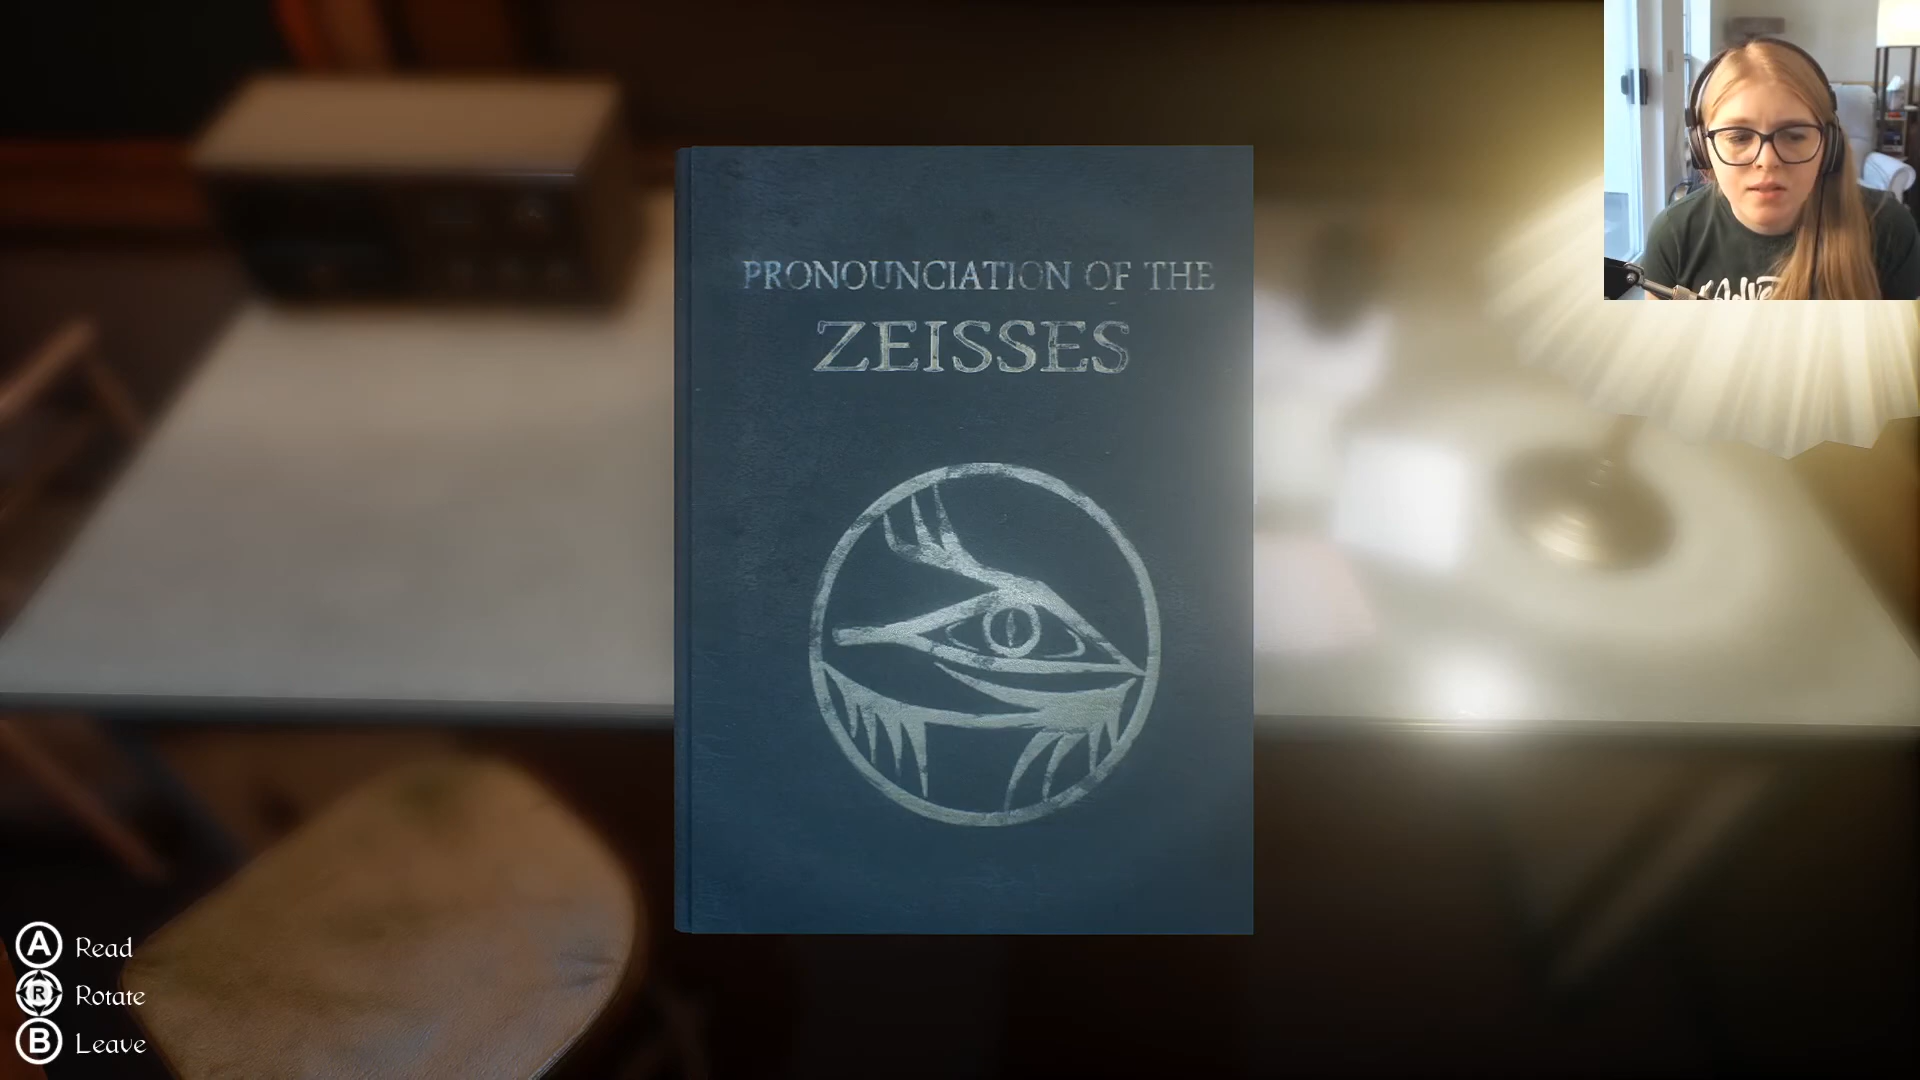 PRONOUNCIATION OF THE
ZEISSES
A Read
R Rotate
B Leave